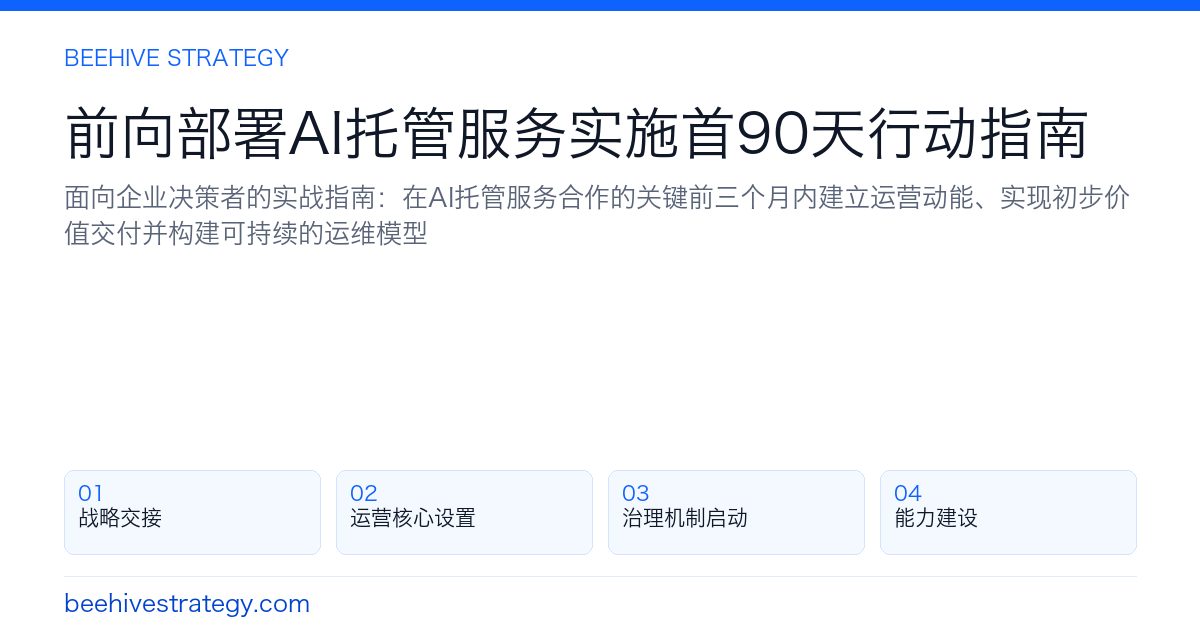 BEEHIVE STRATEGY
前向部署AI托管服务实施首90天行动指南
面向企业决策者的实战指南：在AI托管服务合作的关键前三个月内建立运营动能、实现初步价
值交付并构建可持续的运维模型
01
战略交接
02
运营核心设置
03
治理机制启动
04
能力建设
beehivestrategy.com